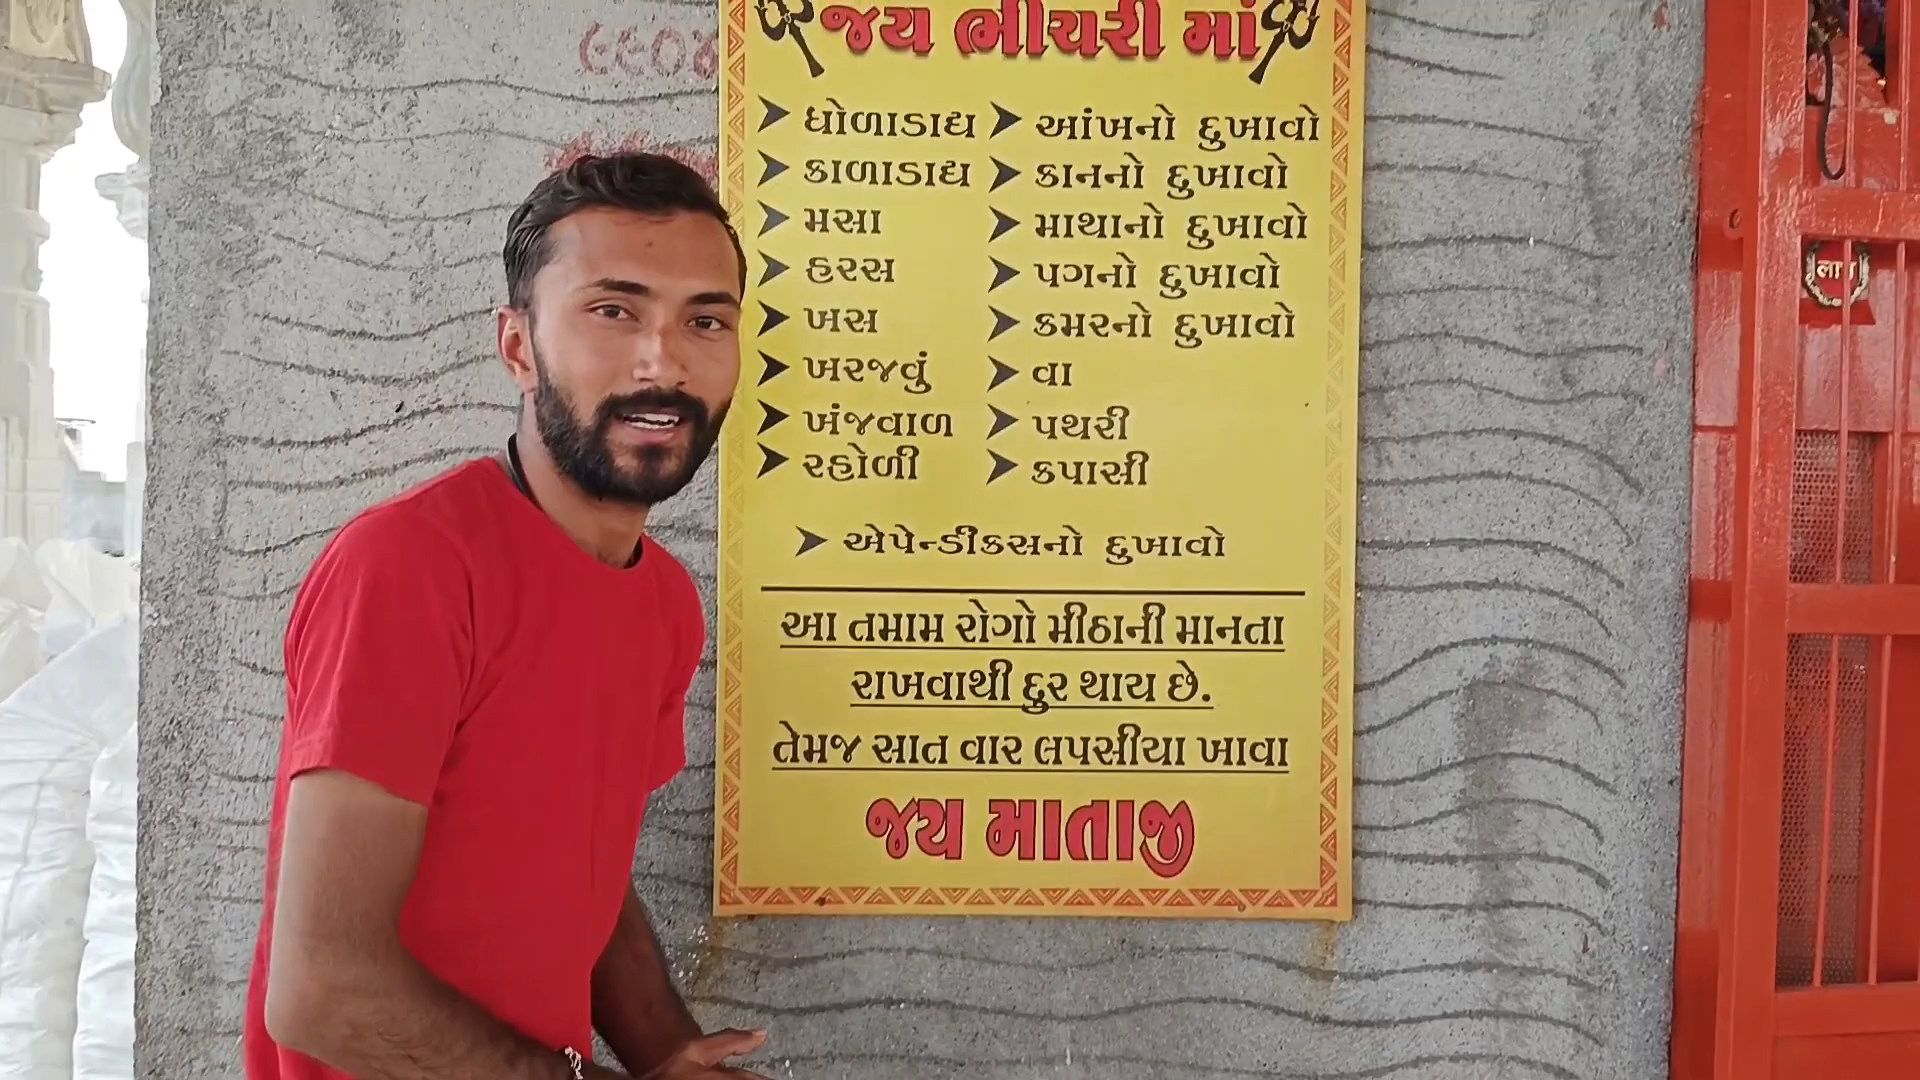 જય ભીચરી માં
ધોળાડાઘ
કાળાડાઘ
મસા
હરસ
ખસ
ખરજવું
ખંજવાળ
રહોળી
આંખનો દુખાવો
કાનનો દુખાવો
માથાનો દુખાવો
પગનો દુખાવો
કમરનો દુખાવો
વા
પથરી
કપાસી
એપેન્ડીકસનો દુખાવો
આ તમામ રોગો મીઠાની માનતા
રાખવાથી દુર થાય છે.
તેમજ સાત વાર લપસીયા ખાવા
જય માતાજી